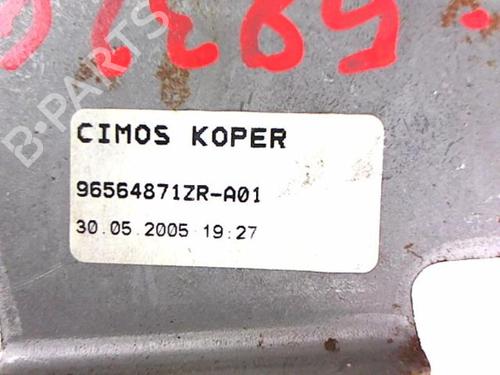 CIMOS KOPER
96564871ZR-A01
30.05.2005 19:27
B-PARTS